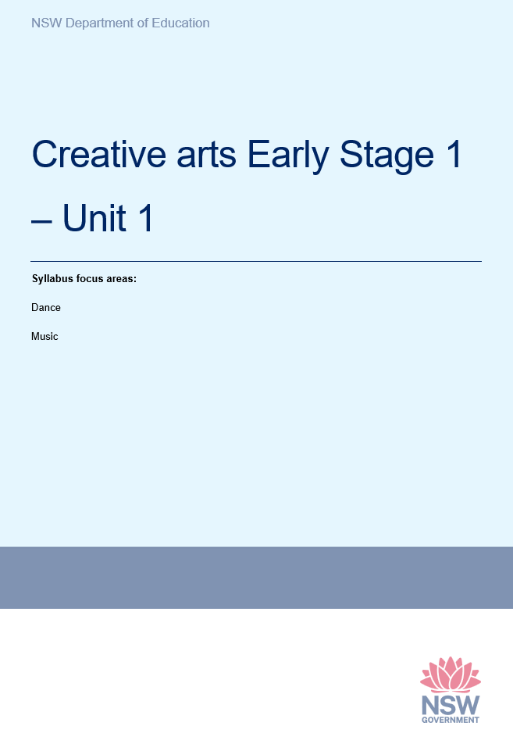 NSW Department of Education
Creative arts Early Stage 1
– Unit 1
Syllabus focus areas:
Dance
Music
NSW
GOVERNMENT